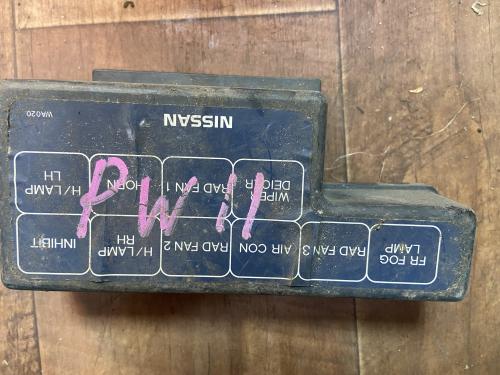 FR FOG LAMP
RAD FAN 3
AIR CON
RAD FAN 2
H/LAMP RH
INHIBIT
WIPER DEICER
RAD FAN 1
HORN
H/LAMP LH
NISSAN
WA020
PW11